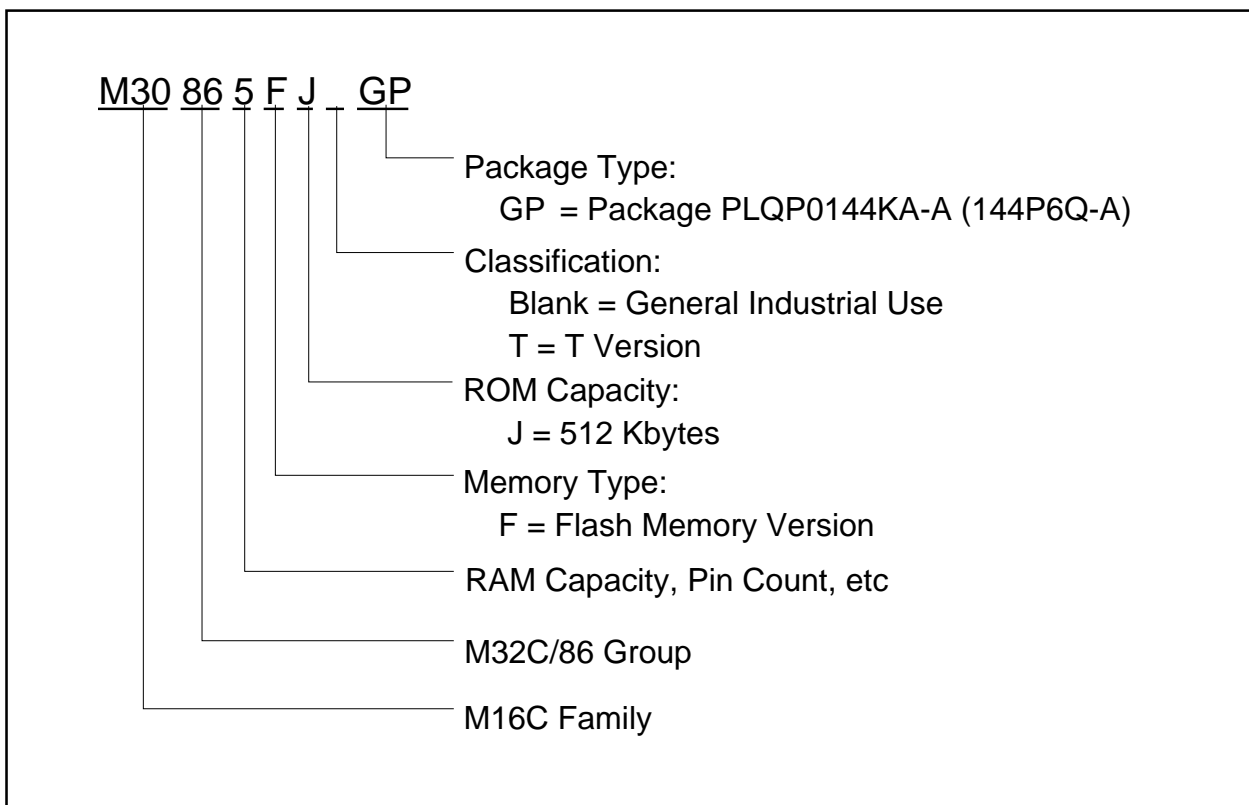 M30 86 5 F J _ GP
Package Type:
GP = Package PLQP0144KA-A (144P6Q-A)
Classification:
Blank = General Industrial Use
T = T Version
ROM Capacity:
J = 512 Kbytes
Memory Type:
F = Flash Memory Version
RAM Capacity, Pin Count, etc
M32C/86 Group
M16C Family